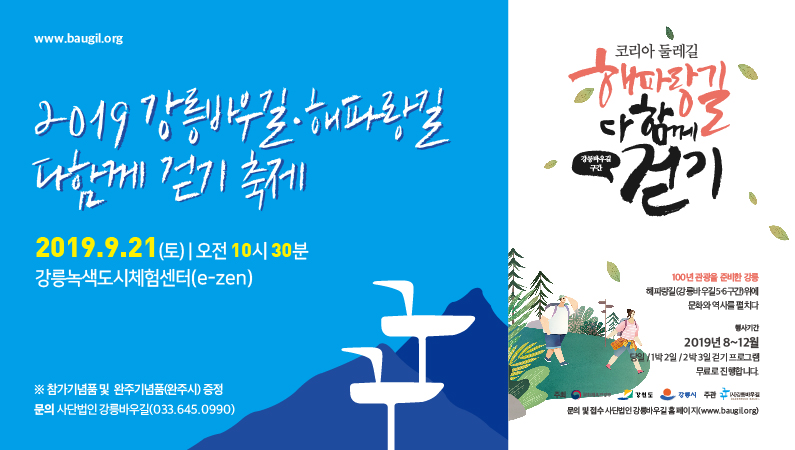 www.baugil.org
2019 강릉바우길·해파랑길
다함께 걷기 축제
2019.9.21(토) | 오전 10시 30분
강릉녹색도시체험센터(e-zen)
※ 참가기념품 및 완주기념품(완주시) 증정
문의 사단법인 강릉바우길(033.645.0990)
코리아 둘레길
해파랑길
다함께
걷기
강릉바우길
구간
100년 관광을 준비한 강릉
해파랑길(강릉바우길5·6구간)위에
문화와 역사를 펼치다
행사기간
2019년 8~12월
당일 / 1박 2일 / 2박 3일 걷기 프로그램
무료로 진행합니다.
주최 문화체육관광부 강원도 강릉시 주관 (사)강릉바우길
문의 및 접수 사단법인 강릉바우길 홈페이지(www.baugil.org)